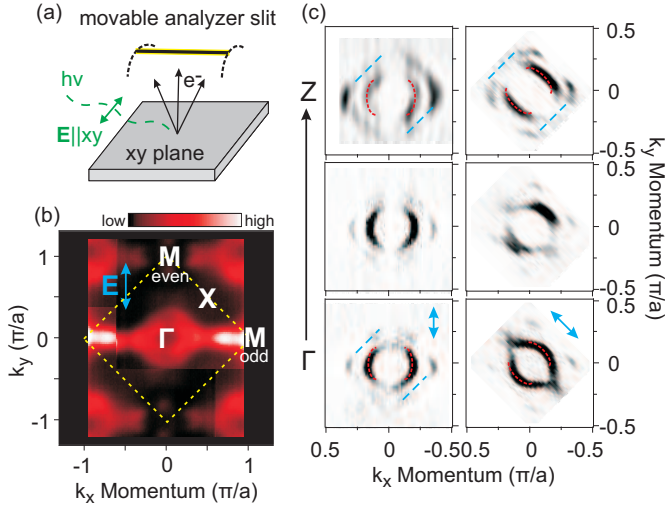 (a)
movable analyzer slit
hν
e-
E||xy
xy plane
(b)
low
high
1
0
-1
k_y (π/a)
M
even
E
X
Γ
M
odd
-1
0
1
k_x Momentum (π/a)
(c)
Z
Γ
0.5
0
-0.5
0.5
0
-0.5
0.5
0
-0.5
k_y Momentum (π/a)
0.5
0
-0.5
0.5
0
-0.5
k_x Momentum (π/a)